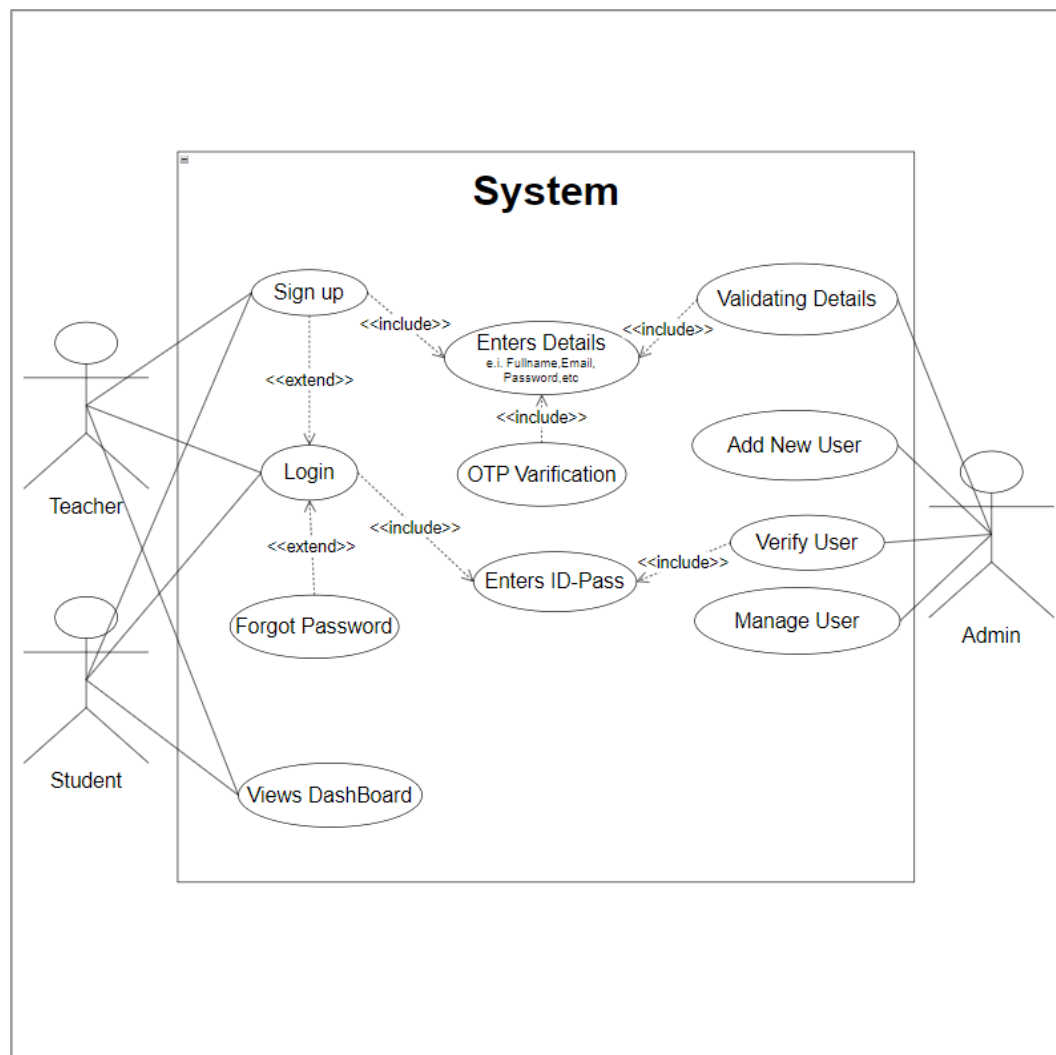 System
Sign up
Validating Details
<<include>>
<<include>>
Enters Details
e.i. Fullname,Email,
Password,etc
<<extend>>
<<include>>
Add New User
Login
OTP Varification
Teacher
<<include>>
<<extend>>
Verify User
<<include>>
Enters ID-Pass
Forgot Password
Manage User
Admin
Student
Views DashBoard